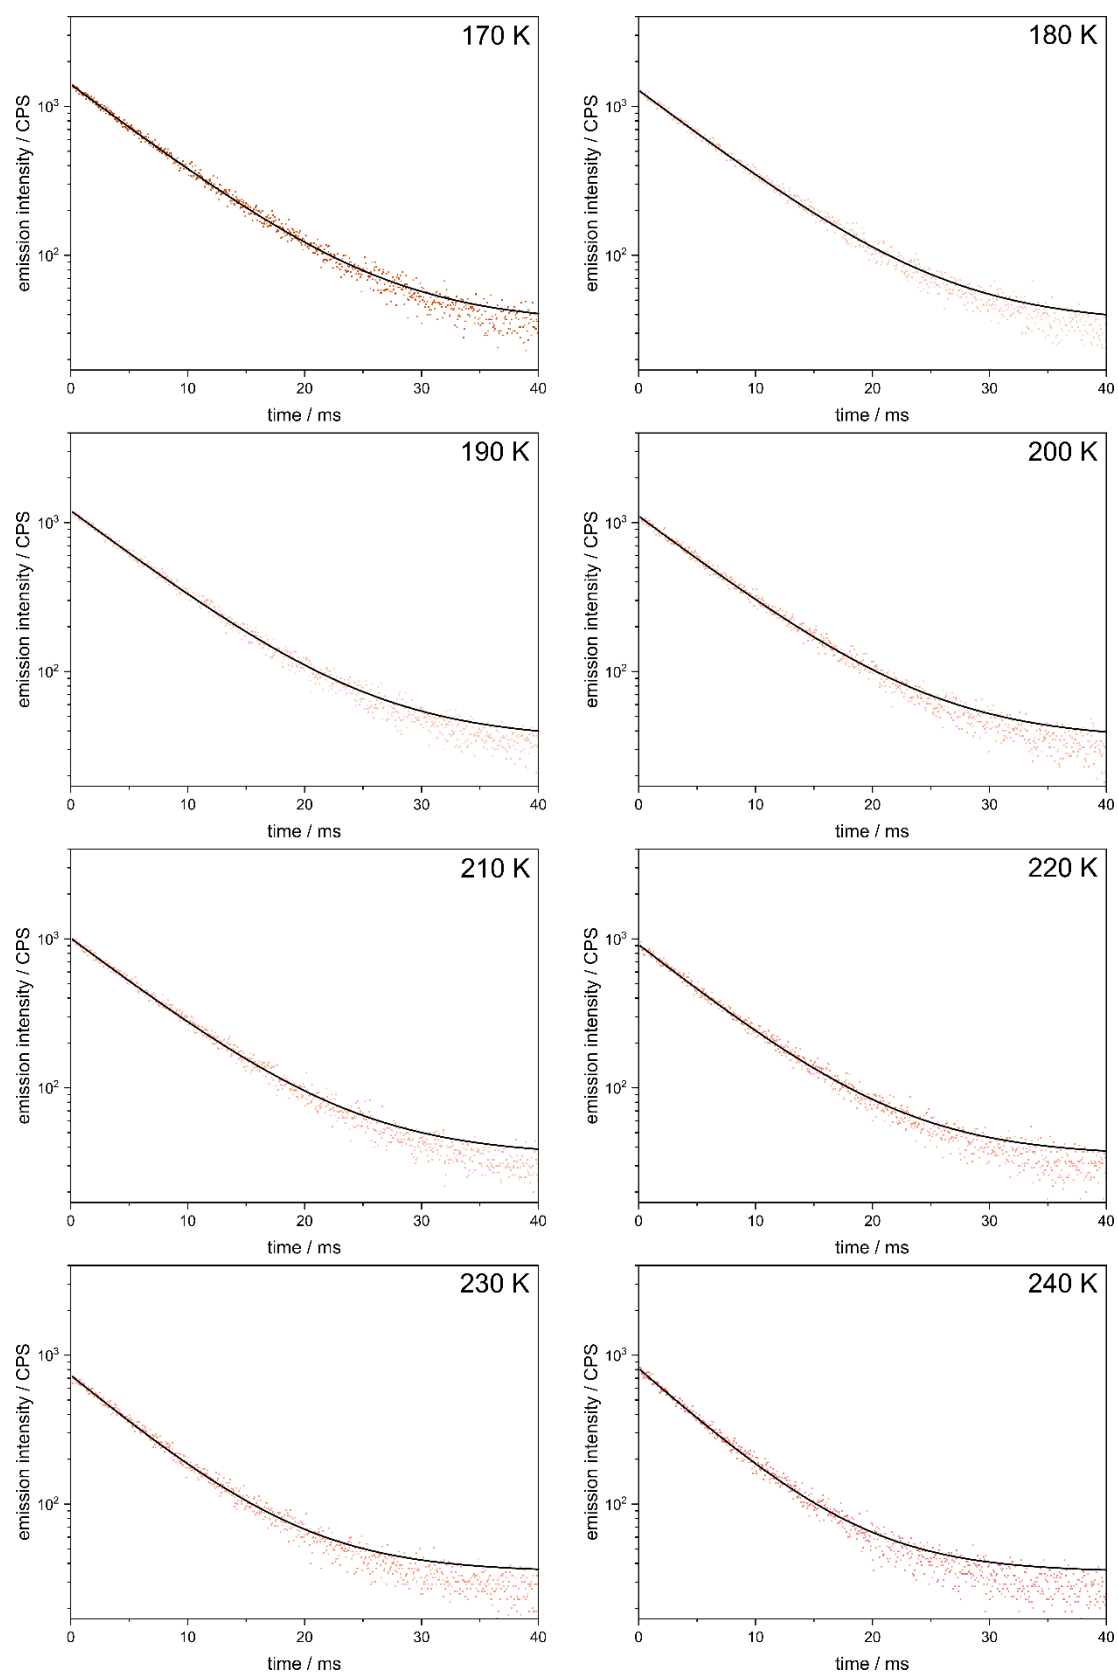 170 K
emission intensity / CPS
10³
10²
0 10 20 30 40
time / ms
180 K
emission intensity / CPS
10³
10²
0 10 20 30 40
time / ms
190 K
emission intensity / CPS
10³
10²
0 10 20 30 40
time / ms
200 K
emission intensity / CPS
10³
10²
0 10 20 30 40
time / ms
210 K
emission intensity / CPS
10³
10²
0 10 20 30 40
time / ms
220 K
emission intensity / CPS
10³
10²
0 10 20 30 40
time / ms
230 K
emission intensity / CPS
10³
10²
0 10 20 30 40
time / ms
240 K
emission intensity / CPS
10³
10²
0 10 20 30 40
time / ms